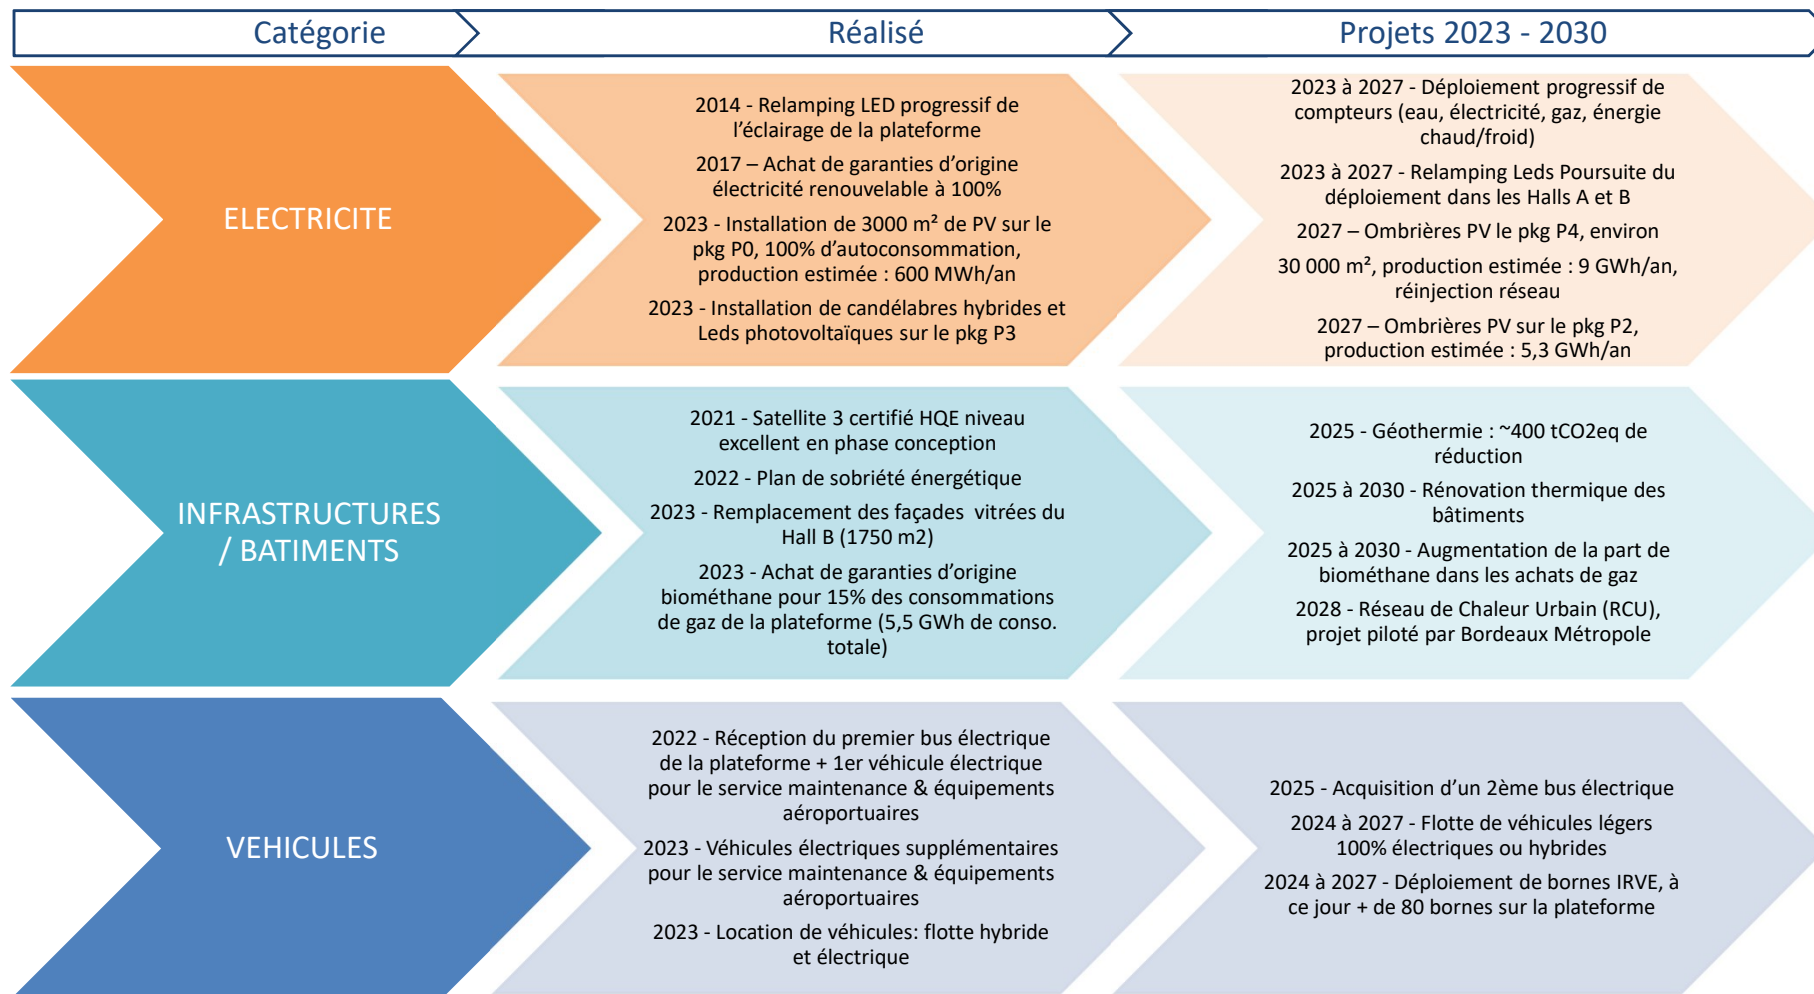 Catégorie
Réalisé
Projets 2023 - 2030
ELECTRICITE
2014 - Relamping LED progressif de
l’éclairage de la plateforme
2017 – Achat de garanties d’origine
électricité renouvelable à 100%
2023 - Installation de 3000 m² de PV sur le
pkg P0, 100% d’autoconsommation,
production estimée : 600 MWh/an
2023 - Installation de candélabres hybrides et
Leds photovoltaïques sur le pkg P3
2023 à 2027 - Déploiement progressif de
compteurs (eau, électricité, gaz, énergie
chaud/froid)
2023 à 2027 - Relamping Leds Poursuite du
déploiement dans les Halls A et B
2027 – Ombrières PV le pkg P4, environ
30 000 m², production estimée : 9 GWh/an,
réinjection réseau
2027 – Ombrières PV sur le pkg P2,
production estimée : 5,3 GWh/an
INFRASTRUCTURES
/ BATIMENTS
2021 - Satellite 3 certifié HQE niveau
excellent en phase conception
2022 - Plan de sobriété énergétique
2023 - Remplacement des façades vitrées du
Hall B (1750 m2)
2023 - Achat de garanties d’origine
biométhane pour 15% des consommations
de gaz de la plateforme (5,5 GWh de conso.
totale)
2025 - Géothermie : ~400 tCO2eq de
réduction
2025 à 2030 - Rénovation thermique des
bâtiments
2025 à 2030 - Augmentation de la part de
biométhane dans les achats de gaz
2028 - Réseau de Chaleur Urbain (RCU),
projet piloté par Bordeaux Métropole
VEHICULES
2022 - Réception du premier bus électrique
de la plateforme + 1er véhicule électrique
pour le service maintenance & équipements
aéroportuaires
2023 - Véhicules électriques supplémentaires
pour le service maintenance & équipements
aéroportuaires
2023 - Location de véhicules: flotte hybride
et électrique
2025 - Acquisition d’un 2ème bus électrique
2024 à 2027 - Flotte de véhicules légers
100% électriques ou hybrides
2024 à 2027 - Déploiement de bornes IRVE, à
ce jour + de 80 bornes sur la plateforme